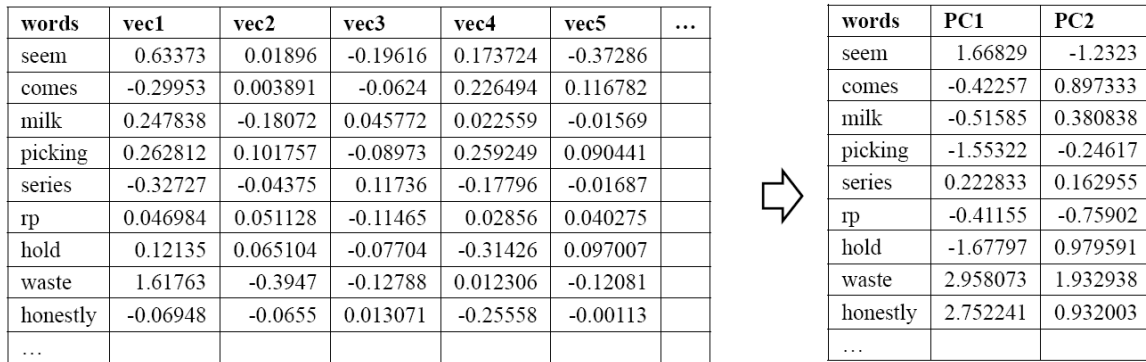 words vec1 vec2 vec3 vec4 vec5 ...
seem 0.63373 0.01896 -0.19616 0.173724 -0.37286
comes -0.29953 0.003891 -0.0624 0.226494 0.116782
milk 0.247838 -0.18072 0.045772 0.022559 -0.01569
picking 0.262812 0.101757 -0.08973 0.259249 0.090441
series -0.32727 -0.04375 0.11736 -0.17796 -0.01687
rp 0.046984 0.051128 -0.11465 0.02856 0.040275
hold 0.12135 0.065104 -0.07704 -0.31426 0.097007
waste 1.61763 -0.3947 -0.12788 0.012306 -0.12081
honestly -0.06948 -0.0655 0.013071 -0.25558 -0.00113
...
words PC1 PC2
seem 1.66829 -1.2323
comes -0.42257 0.897333
milk -0.51585 0.380838
picking -1.55322 -0.24617
series 0.222833 0.162955
rp -0.41155 -0.75902
hold -1.67797 0.979591
waste 2.958073 1.932938
honestly 2.752241 0.932003
...